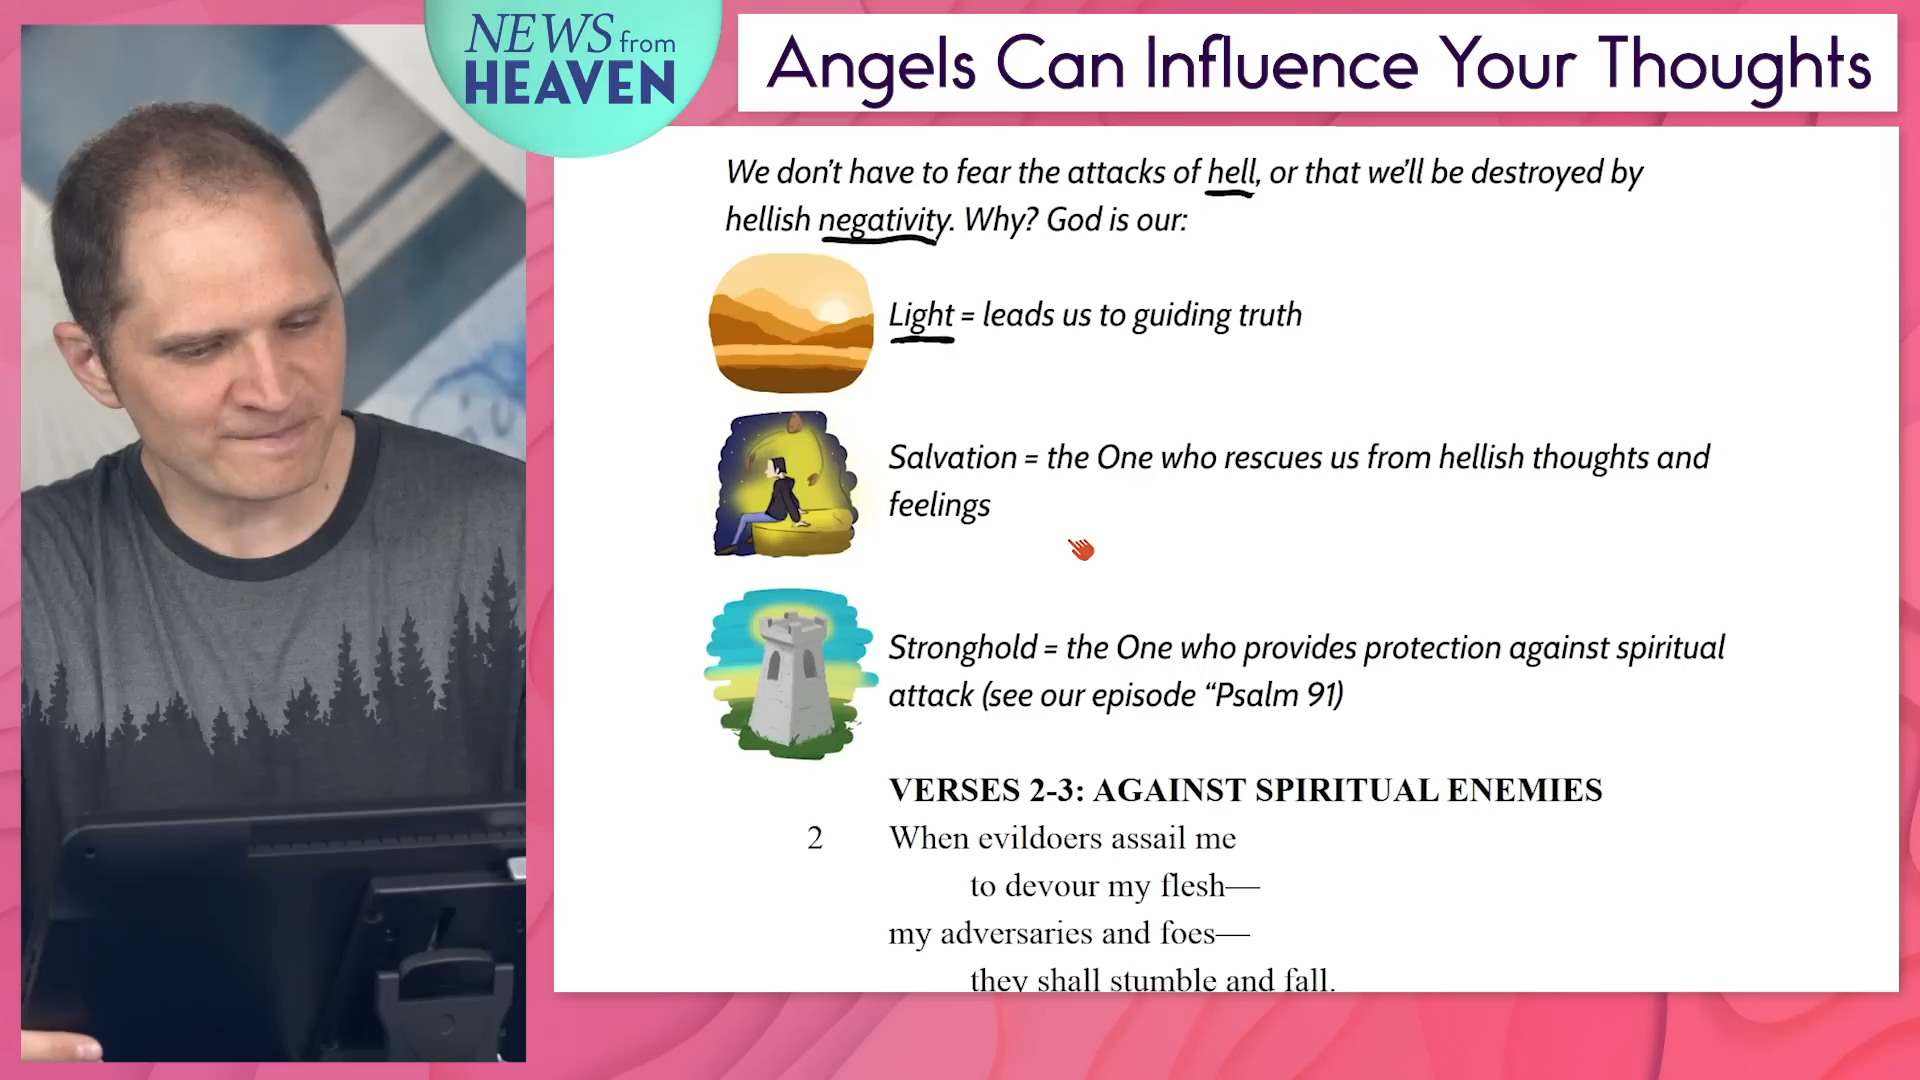 NEWS from
HEAVEN
Angels Can Influence Your Thoughts
We don't have to fear the attacks of hell, or that we'll be destroyed by
hellish negativity. Why? God is our:
Light = leads us to guiding truth
Salvation = the One who rescues us from hellish thoughts and
feelings
Stronghold = the One who provides protection against spiritual
attack (see our episode “Psalm 91)
VERSES 2-3: AGAINST SPIRITUAL ENEMIES
2 When evildoers assail me
to devour my flesh—
my adversaries and foes—
they shall stumble and fall.